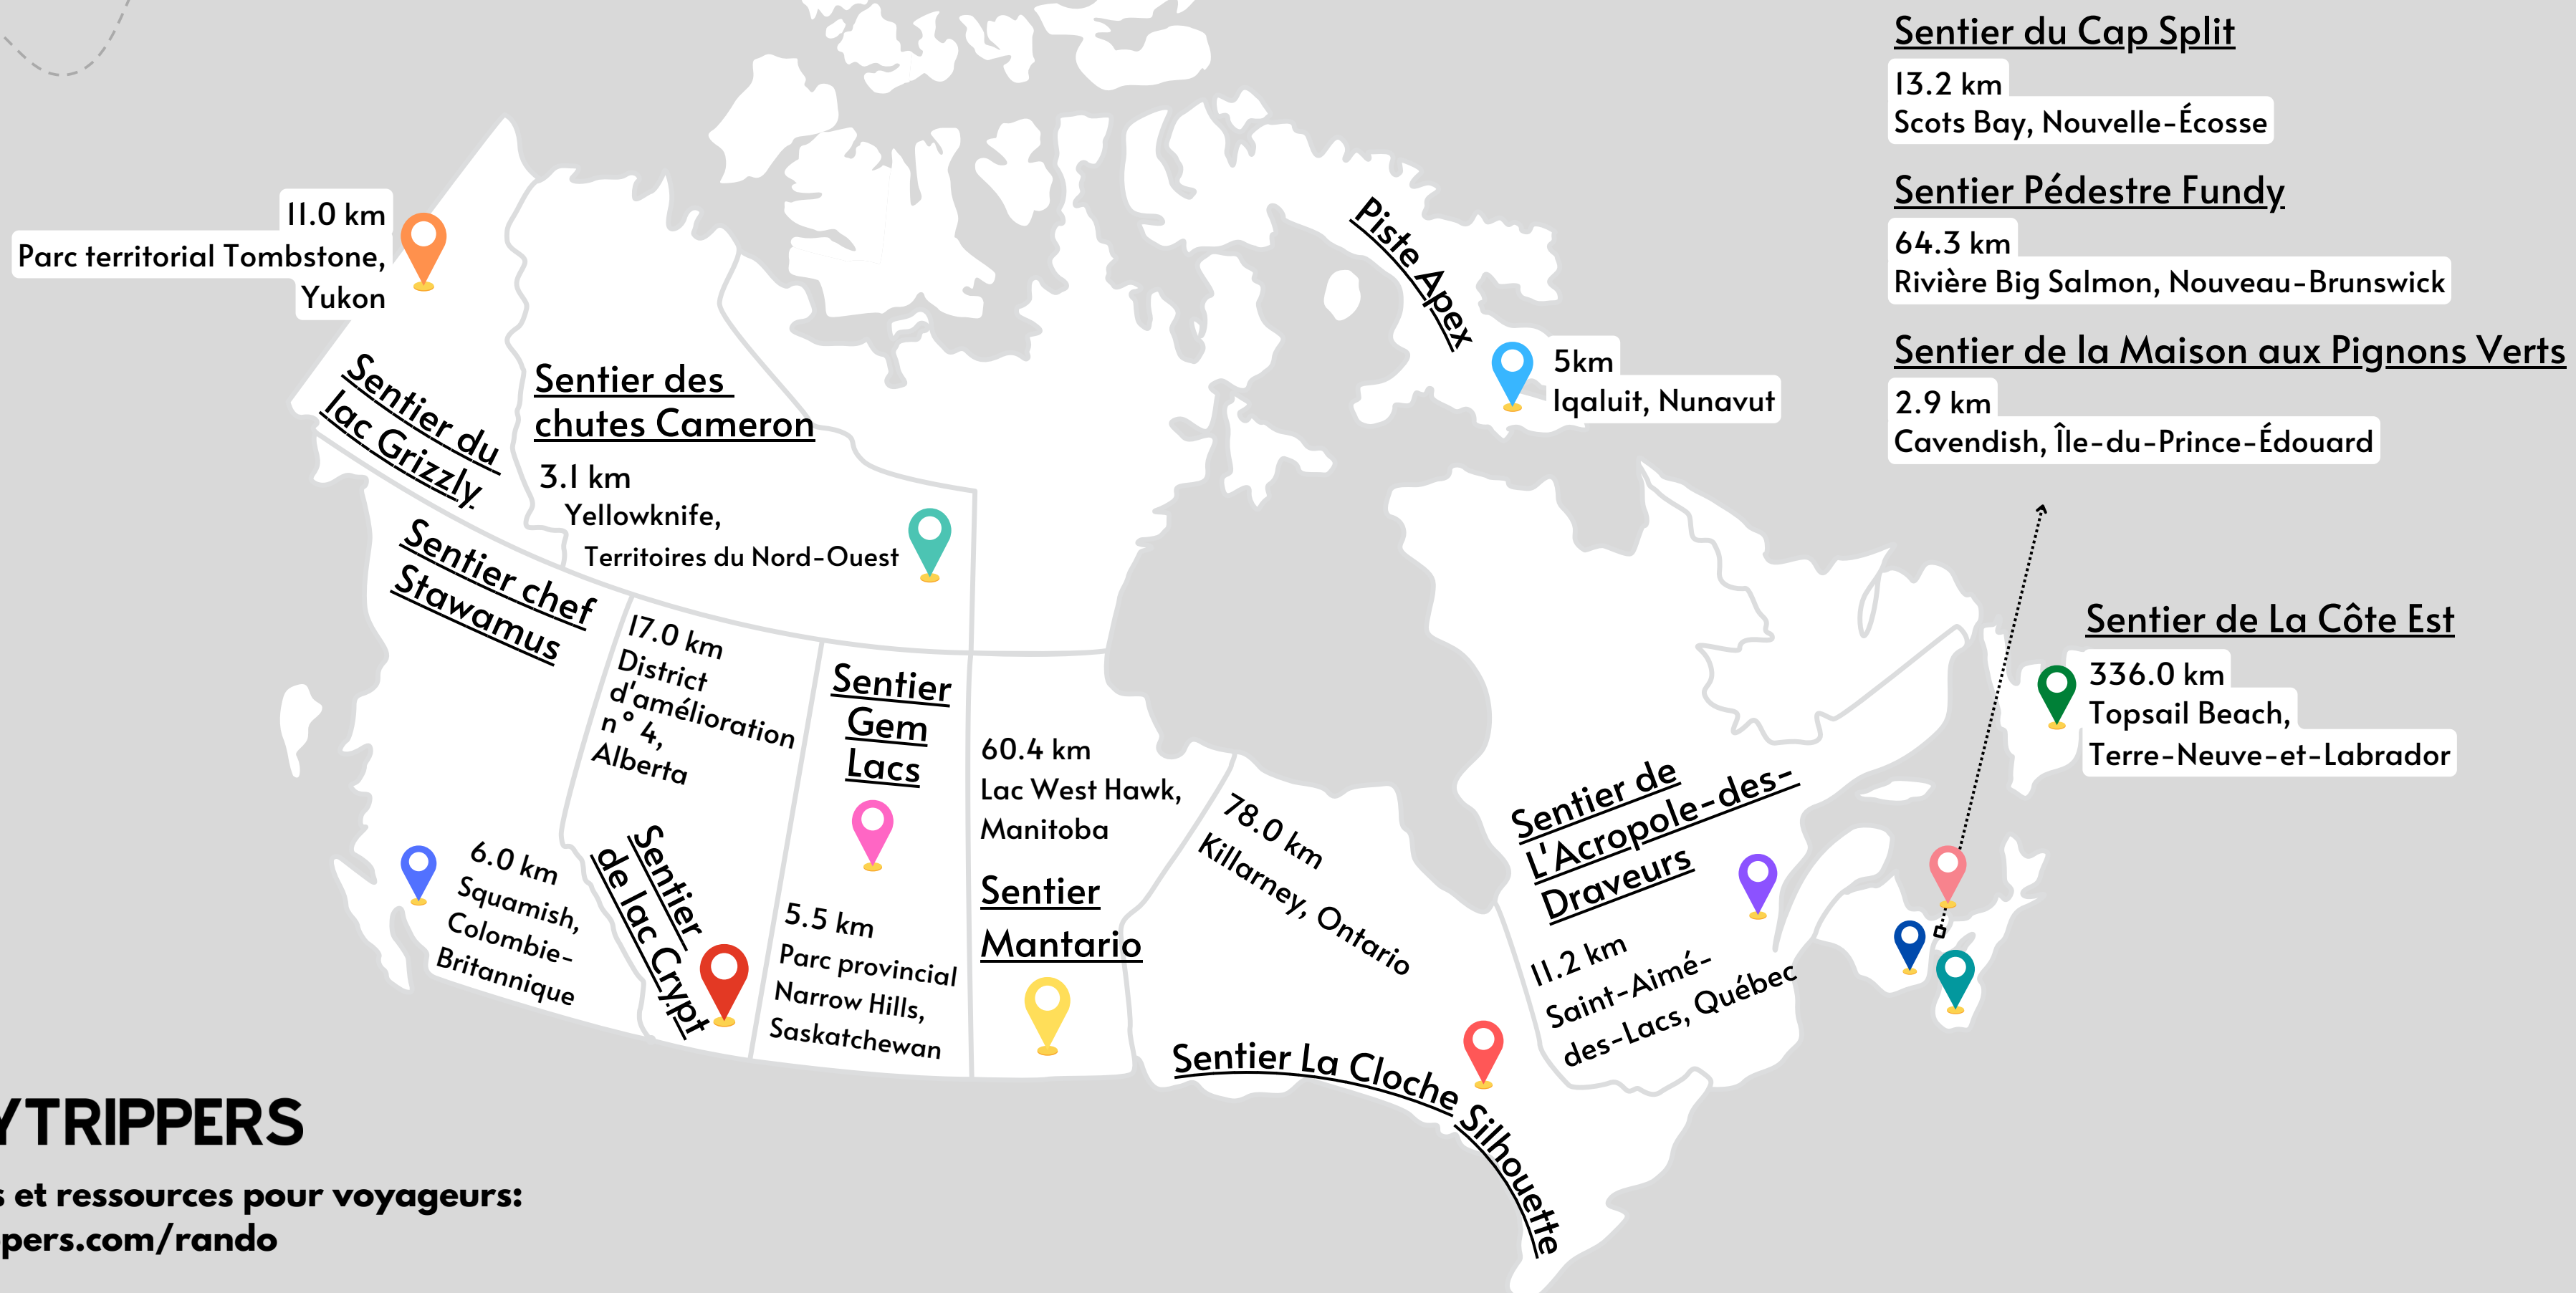 Sentier du Cap Split
13.2 km
Scots Bay, Nouvelle-Écosse
Sentier Pédestre Fundy
64.3 km
Rivière Big Salmon, Nouveau-Brunswick
Sentier de la Maison aux Pignons Verts
2.9 km
Cavendish, Île-du-Prince-Édouard
11.0 km
Parc territorial Tombstone,
Yukon
Sentier du
lac Grizzly
Sentier des
chutes Cameron
3.1 km
Yellowknife,
Territoires du Nord-Ouest
Piste Apex
5km
Iqaluit, Nunavut
Sentier chef
Stawamus
6.0 km
Squamish,
Colombie-
Britannique
17.0 km
District
d'amélioration
n° 4,
Alberta
Sentier
de lac Crypt
Sentier
Gem
Lacs
5.5 km
Parc provincial
Narrow Hills,
Saskatchewan
60.4 km
Lac West Hawk,
Manitoba
Sentier
Mantario
78.0 km
Killarney, Ontario
Sentier La Cloche Silhouette
Sentier de
L'Acropole-des-
Draveurs
11.2 km
Saint-Aimé-
des-Lacs, Québec
Sentier de La Côte Est
336.0 km
Topsail Beach,
Terre-Neuve-et-Labrador
YTRIPPERS
s et ressources pour voyageurs:
ppers.com/rando